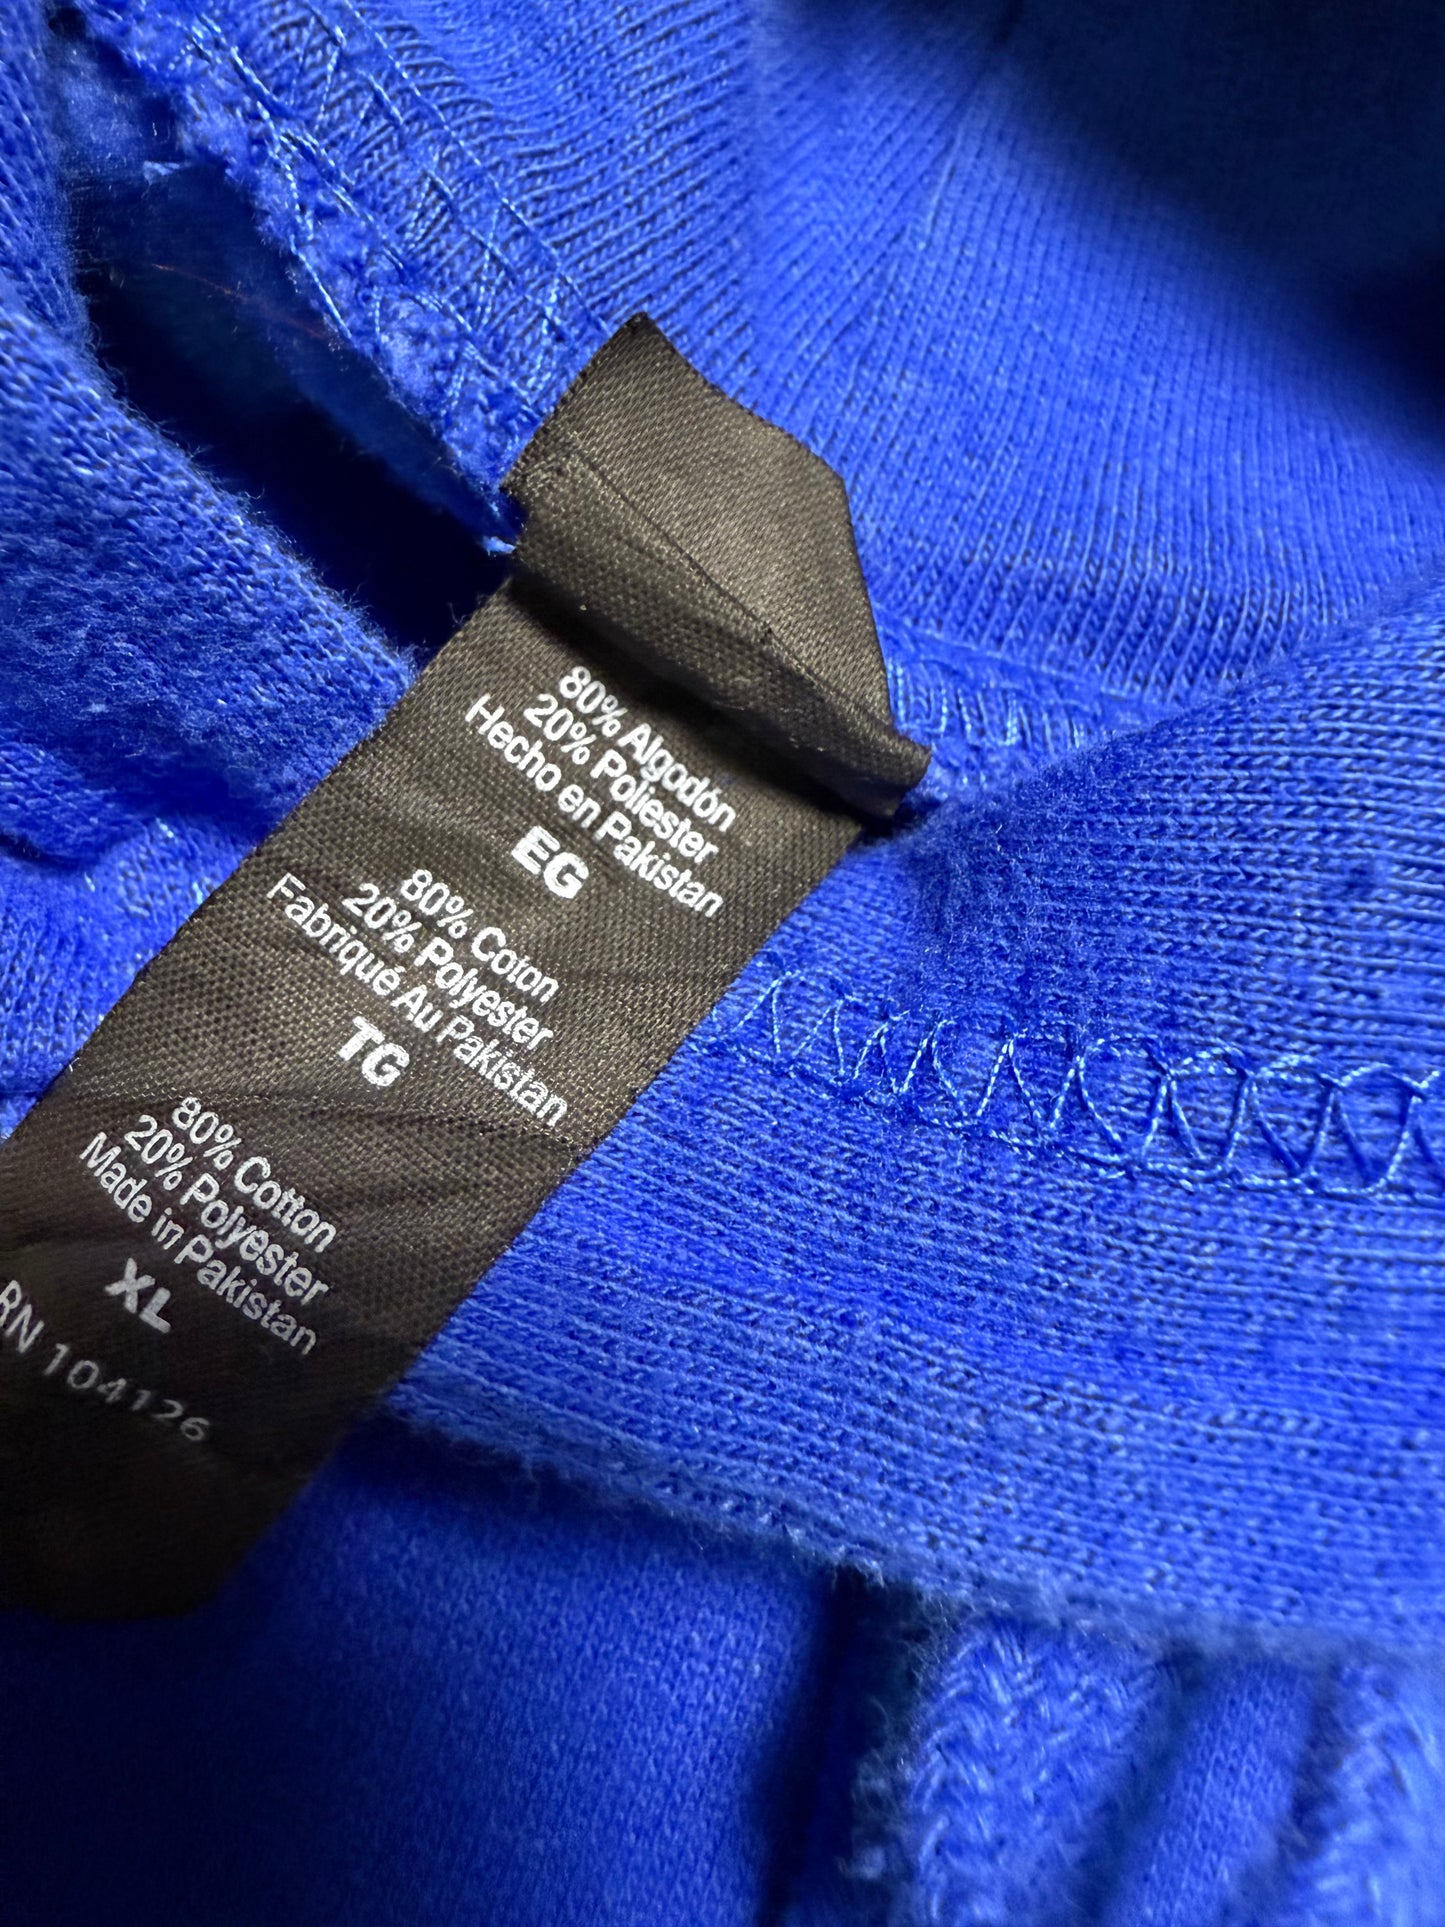 80% Algodón
20% Poliester
Hecho en Pakistan
EG
80% Coton
20% Polyester
Fabriqué Au Pakistan
TG
80% Cotton
20% Polyester
Made in Pakistan
XL
RN 104126